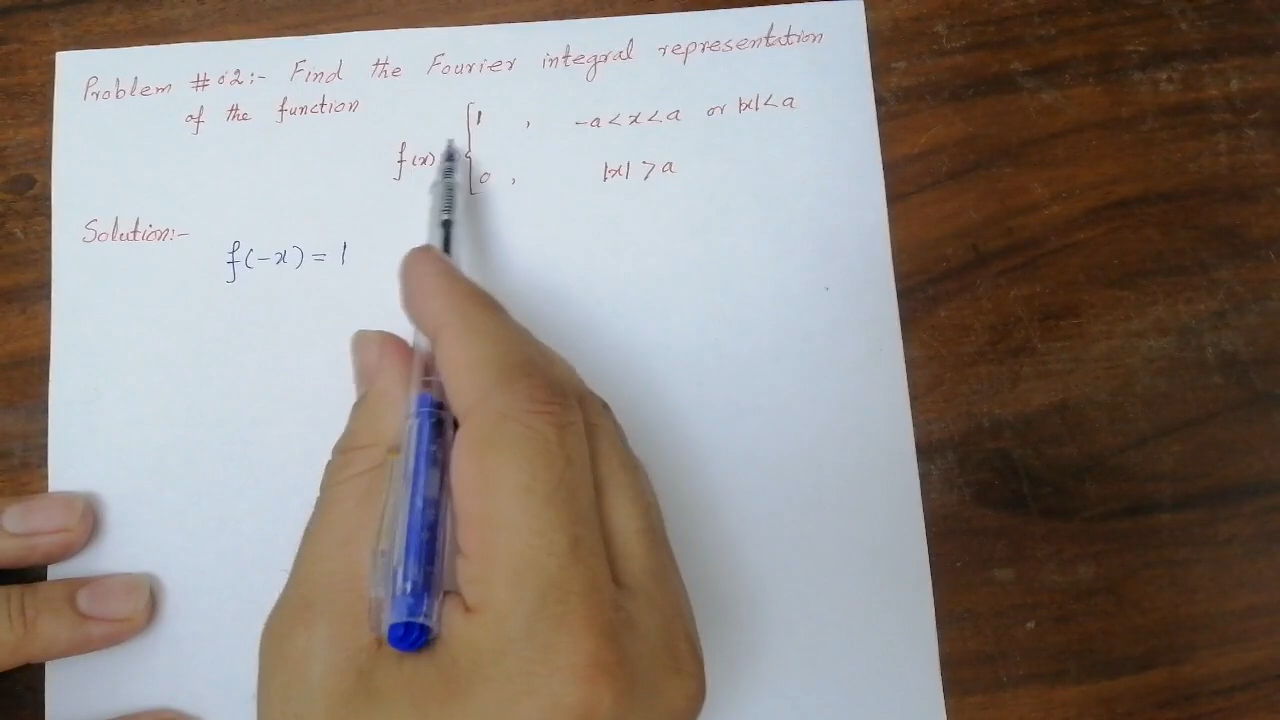 Problem #02:- Find the Fourier integral representation
of the function
f(x) { 1 , -a < x < a or |x| < a
0 , |x| > a
Solution:-
f(-x) = 1